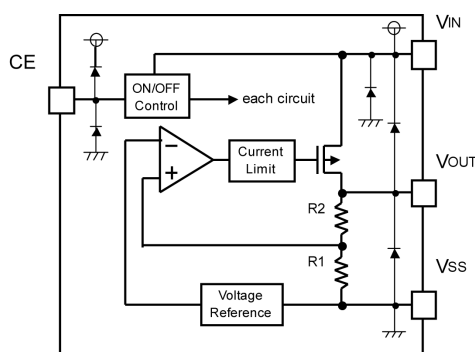 VIN
CE
ON/OFF
Control
each circuit
−
+
Current
Limit
VOUT
R2
R1
VSS
Voltage
Reference